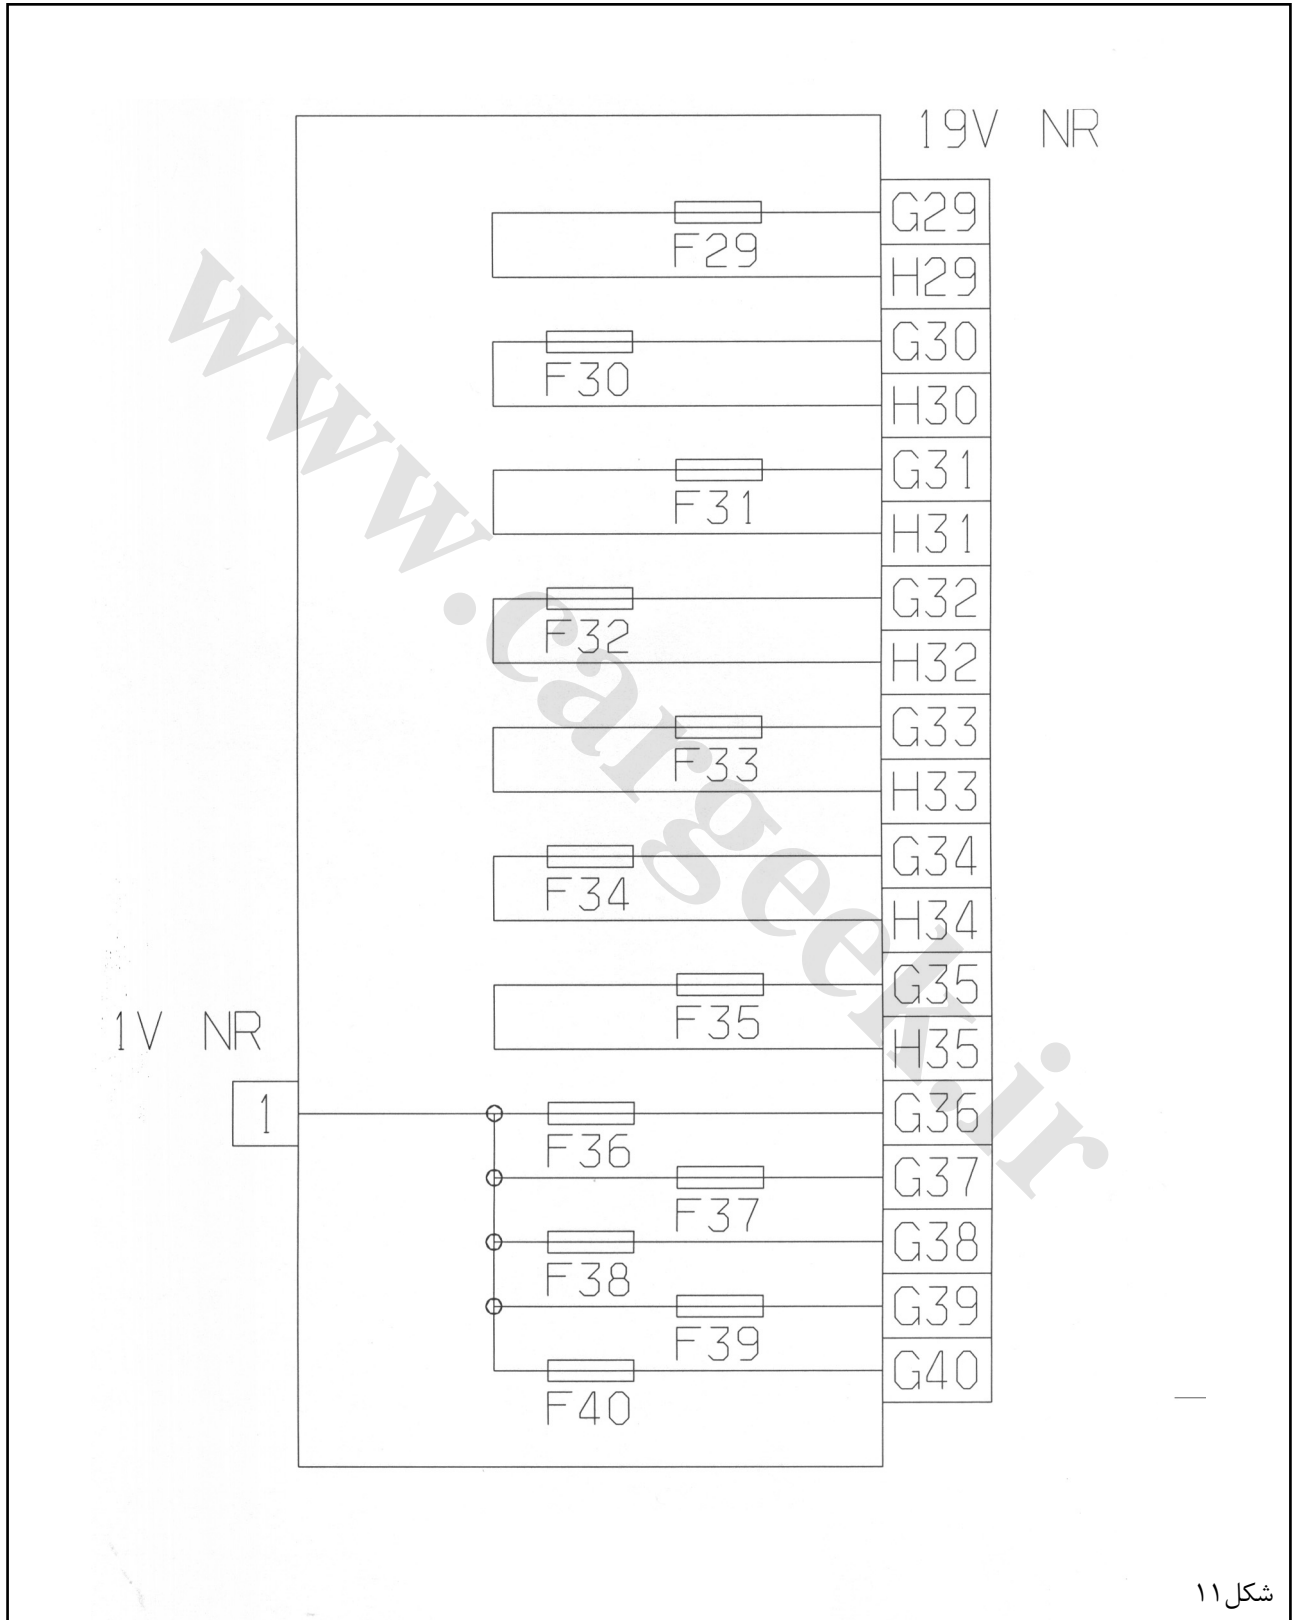 19V NR
G29
F29
H29
G30
F30
H30
G31
F31
H31
G32
F32
H32
G33
F33
H33
G34
F34
H34
G35
1V NR
F35
H35
1
G36
F36
G37
F37
G38
F38
G39
F39
G40
F40
www.cargeek.ir
شکل۱۱